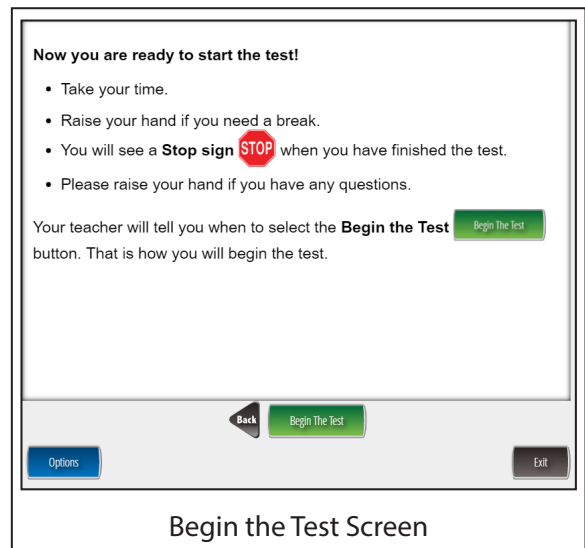 Now you are ready to start the test!
• Take your time.
• Raise your hand if you need a break.
• You will see a Stop sign STOP when you have finished the test.
• Please raise your hand if you have any questions.
Your teacher will tell you when to select the Begin the Test Begin The Test
button. That is how you will begin the test.
Back Begin The Test
Options Exit
Begin the Test Screen